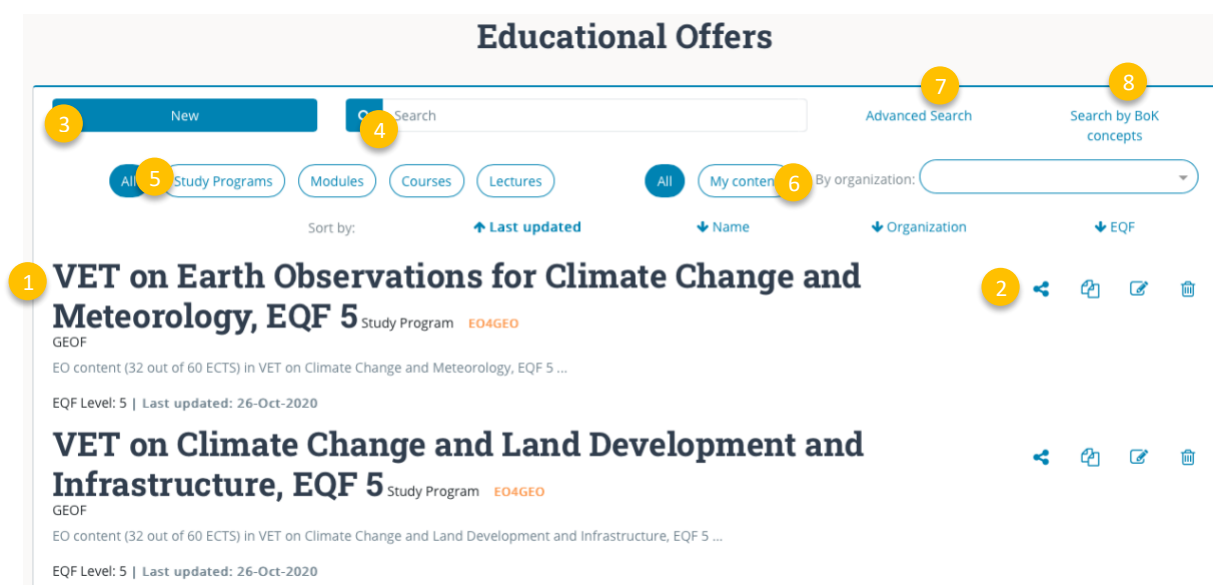 Educational Offers
7
8
3
New
4
Search
Advanced Search
Search by BoK
concepts
All
5
Study Programs
Modules
Courses
Lectures
All
My conten
6
By organization:
Sort by:
Last updated
Name
Organization
EQF
1
VET on Earth Observations for Climate Change and
2
Meteorology, EQF 5 Study Program EO4GEO
GEOF
EO content (32 out of 60 ECTS) in VET on Climate Change and Meteorology, EQF 5 ...
EQF Level: 5 | Last updated: 26-Oct-2020
VET on Climate Change and Land Development and
Infrastructure, EQF 5 Study Program EO4GEO
GEOF
EO content (32 out of 60 ECTS) in VET on Climate Change and Land Development and Infrastructure, EQF 5 ...
EQF Level: 5 | Last updated: 26-Oct-2020